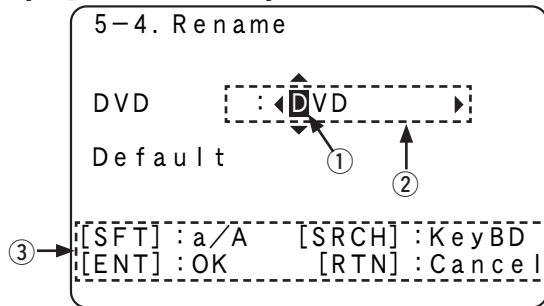 5-4. Rename
DVD : ◀DVD ▶
Default
① ②
③
[SFT] : a/A [SRCH] : KeyBD
[ENT] : OK [RTN] : Cancel